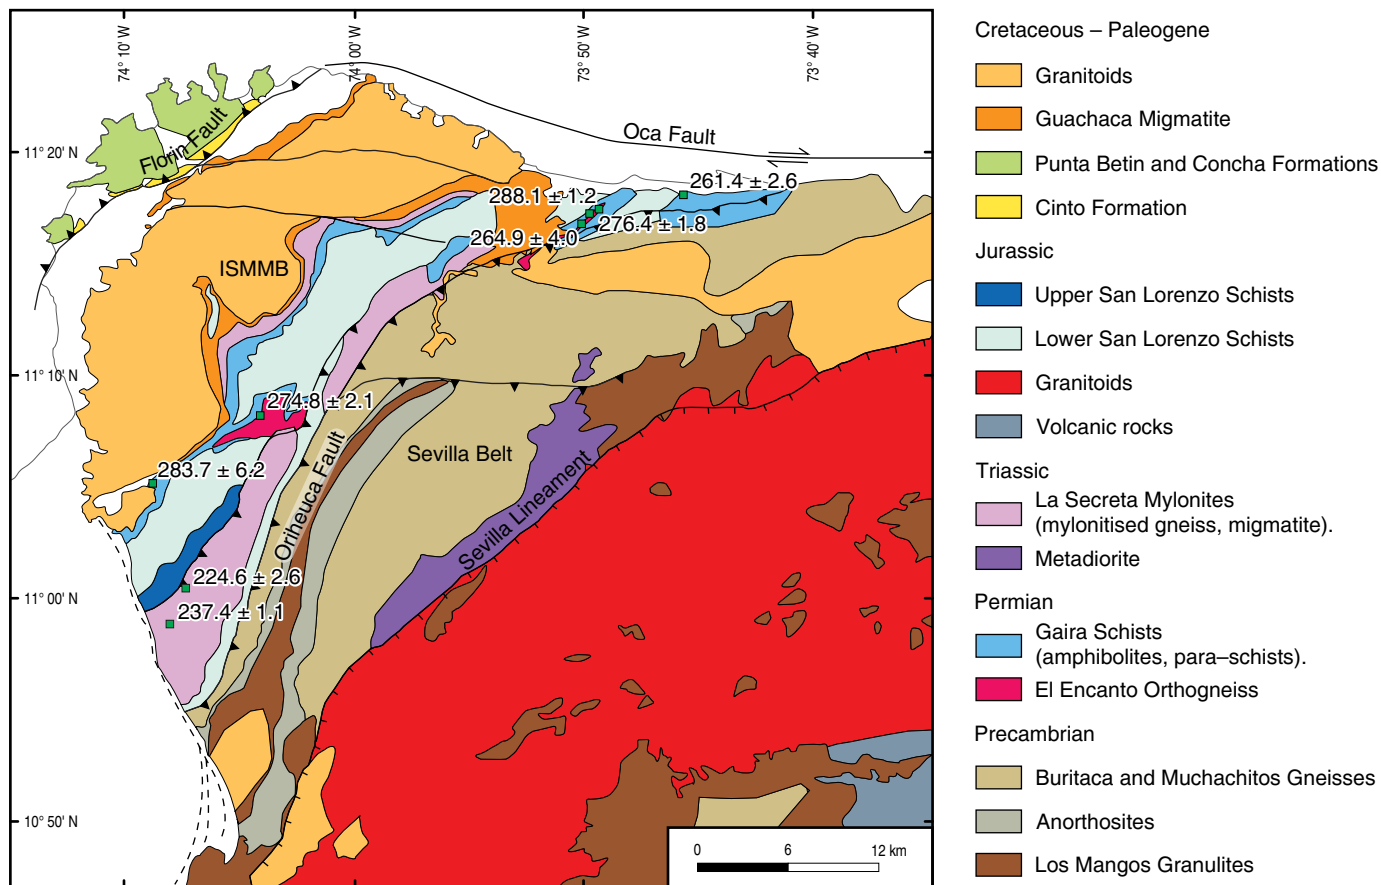 74° 10' W
74° 00' W
73° 50' W
73° 40' W
11° 20' N
11° 10' N
11° 00' N
10° 50' N
Florin Fault
Oca Fault
261.4 ± 2.6
288.1 ± 1.2
276.4 ± 1.8
264.9 ± 4.0
ISMMB
274.8 ± 2.1
Sevilla Belt
283.7 ± 6.2
Orihueca Fault
Sevilla Lineament
224.6 ± 2.6
237.4 ± 1.1
0 6 12 km
Cretaceous – Paleogene
Granitoids
Guachaca Migmatite
Punta Betin and Concha Formations
Cinto Formation
Jurassic
Upper San Lorenzo Schists
Lower San Lorenzo Schists
Granitoids
Volcanic rocks
Triassic
La Secreta Mylonites
(mylonitised gneiss, migmatite).
Metadiorite
Permian
Gaira Schists
(amphibolites, para–schists).
El Encanto Orthogneiss
Precambrian
Buritaca and Muchachitos Gneisses
Anorthosites
Los Mangos Granulites